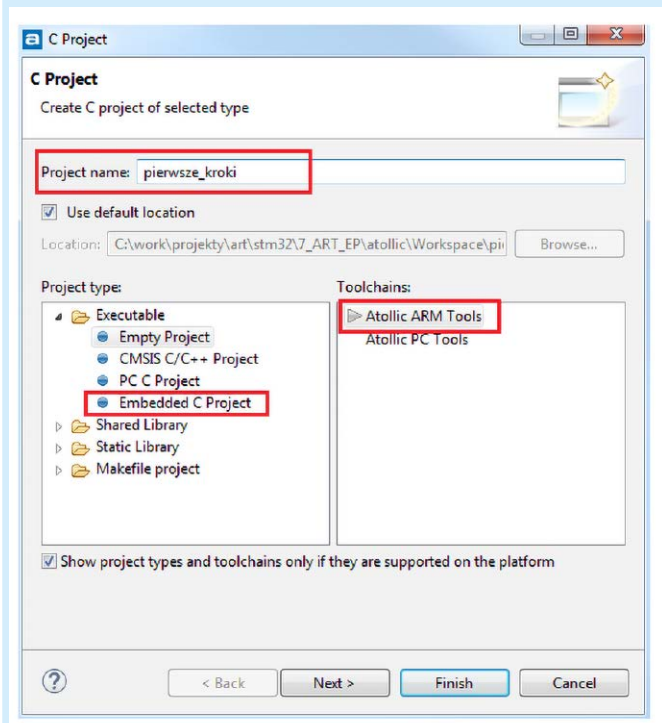 C Project
C Project
Create C project of selected type
Project name: pierwsze_kroki
Use default location
Location: C:\work\projekty\art\stm32\7_ART_EP\atollic\Workspace\pi Browse...
Project type: Toolchains:
Executable Atollic ARM Tools
Empty Project Atollic PC Tools
CMSIS C/C++ Project
PC C Project
Embedded C Project
Shared Library
Static Library
Makefile project
Show project types and toolchains only if they are supported on the platform
? < Back Next > Finish Cancel